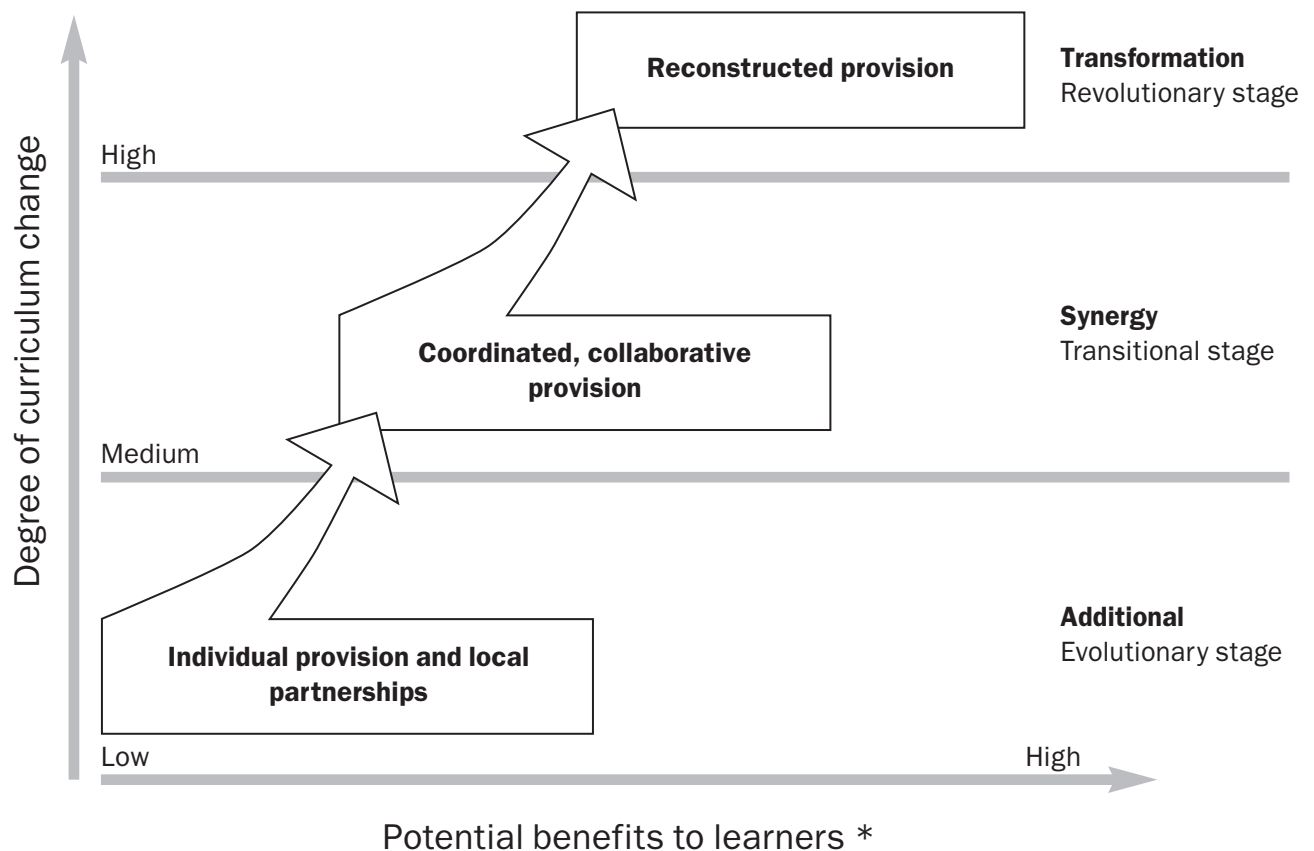 Reconstructed provision
Transformation
Revolutionary stage
High
Degree of curriculum change
Coordinated, collaborative
provision
Synergy
Transitional stage
Medium
Individual provision and local
partnerships
Additional
Evolutionary stage
Low
High
Potential benefits to learners *